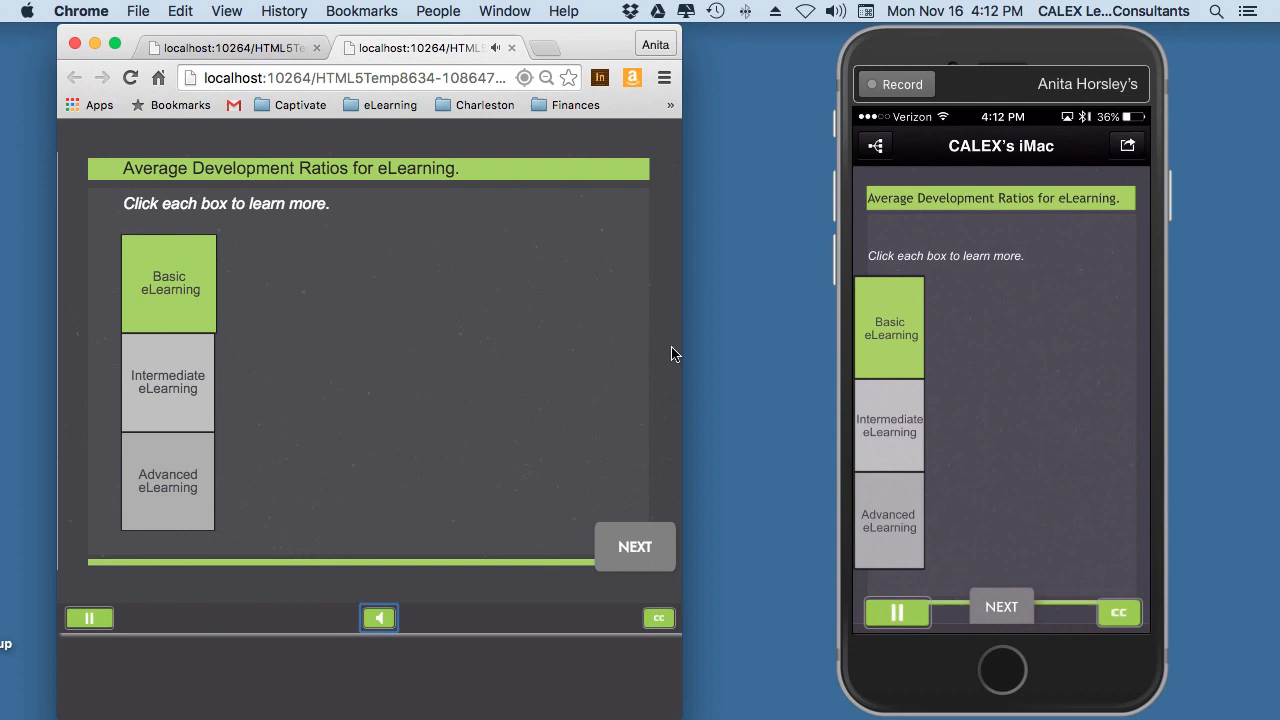 Chrome File Edit View History Bookmarks People Window Help Mon Nov 16 4:12 PM CALEX Le...Consultants
localhost:10264/HTML5Te
localhost:10264/HTML
Anita
localhost:10264/HTML5Temp8634-108647...
In
a
Apps Bookmarks Captivate eLearning Charleston Finances »
Average Development Ratios for eLearning.
Click each box to learn more.
Basic
eLearning
Intermediate
eLearning
Advanced
eLearning
NEXT
cc
up
Record
Anita Horsley's
Verizon 4:12 PM 36%
CALEX's iMac
Average Development Ratios for eLearning.
Click each box to learn more.
Basic
eLearning
Intermediate
eLearning
Advanced
eLearning
NEXT
cc